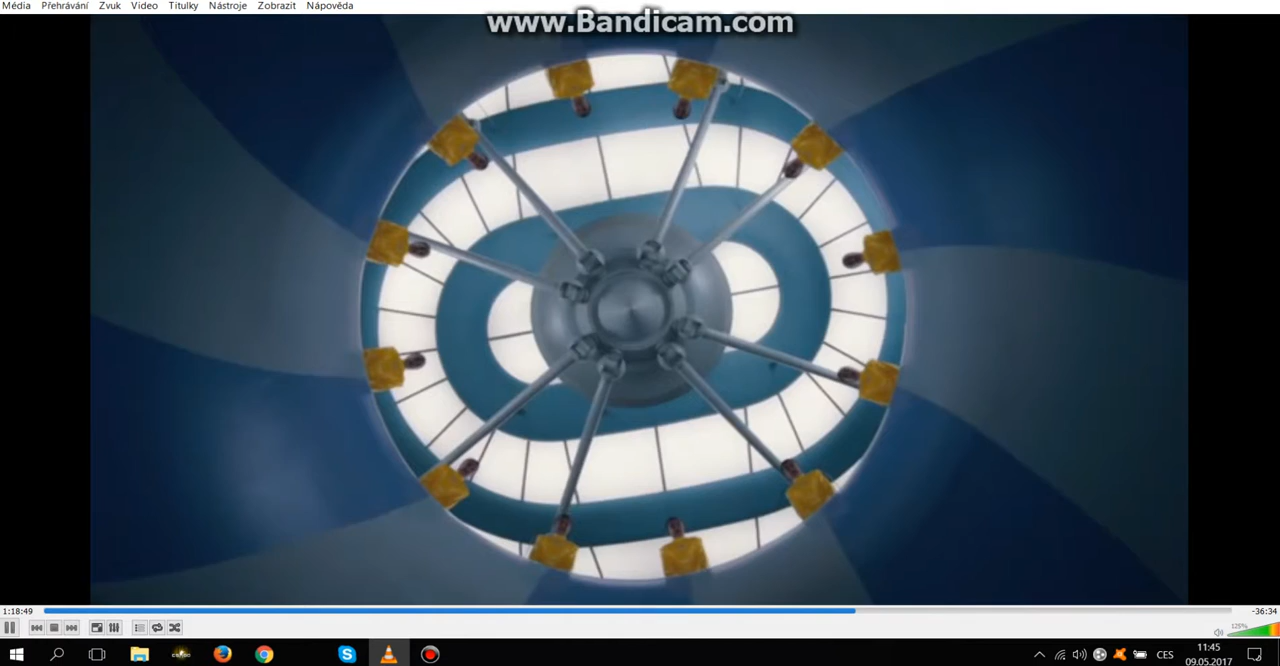 Média Přehrávání Zvuk Video Titulky Nástroje Zobrazit Nápověda
www.Bandicam.com
1:18:49 -36:34
125%
11:45
CES
09.05.2017